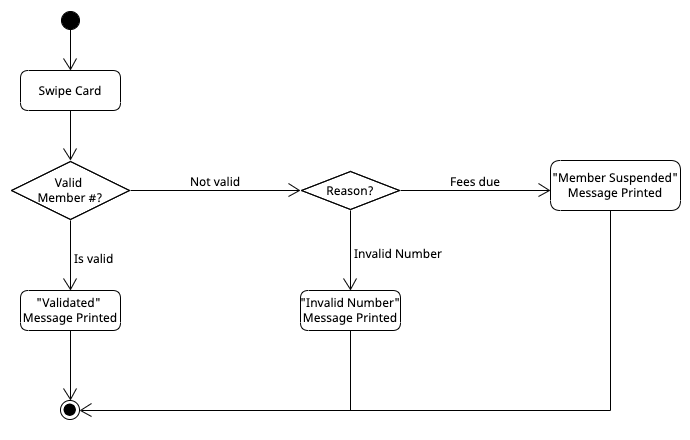 Swipe Card
Valid
Member #?
Not valid
Reason?
Fees due
"Member Suspended"
Message Printed
Is valid
Invalid Number
"Validated"
Message Printed
"Invalid Number"
Message Printed